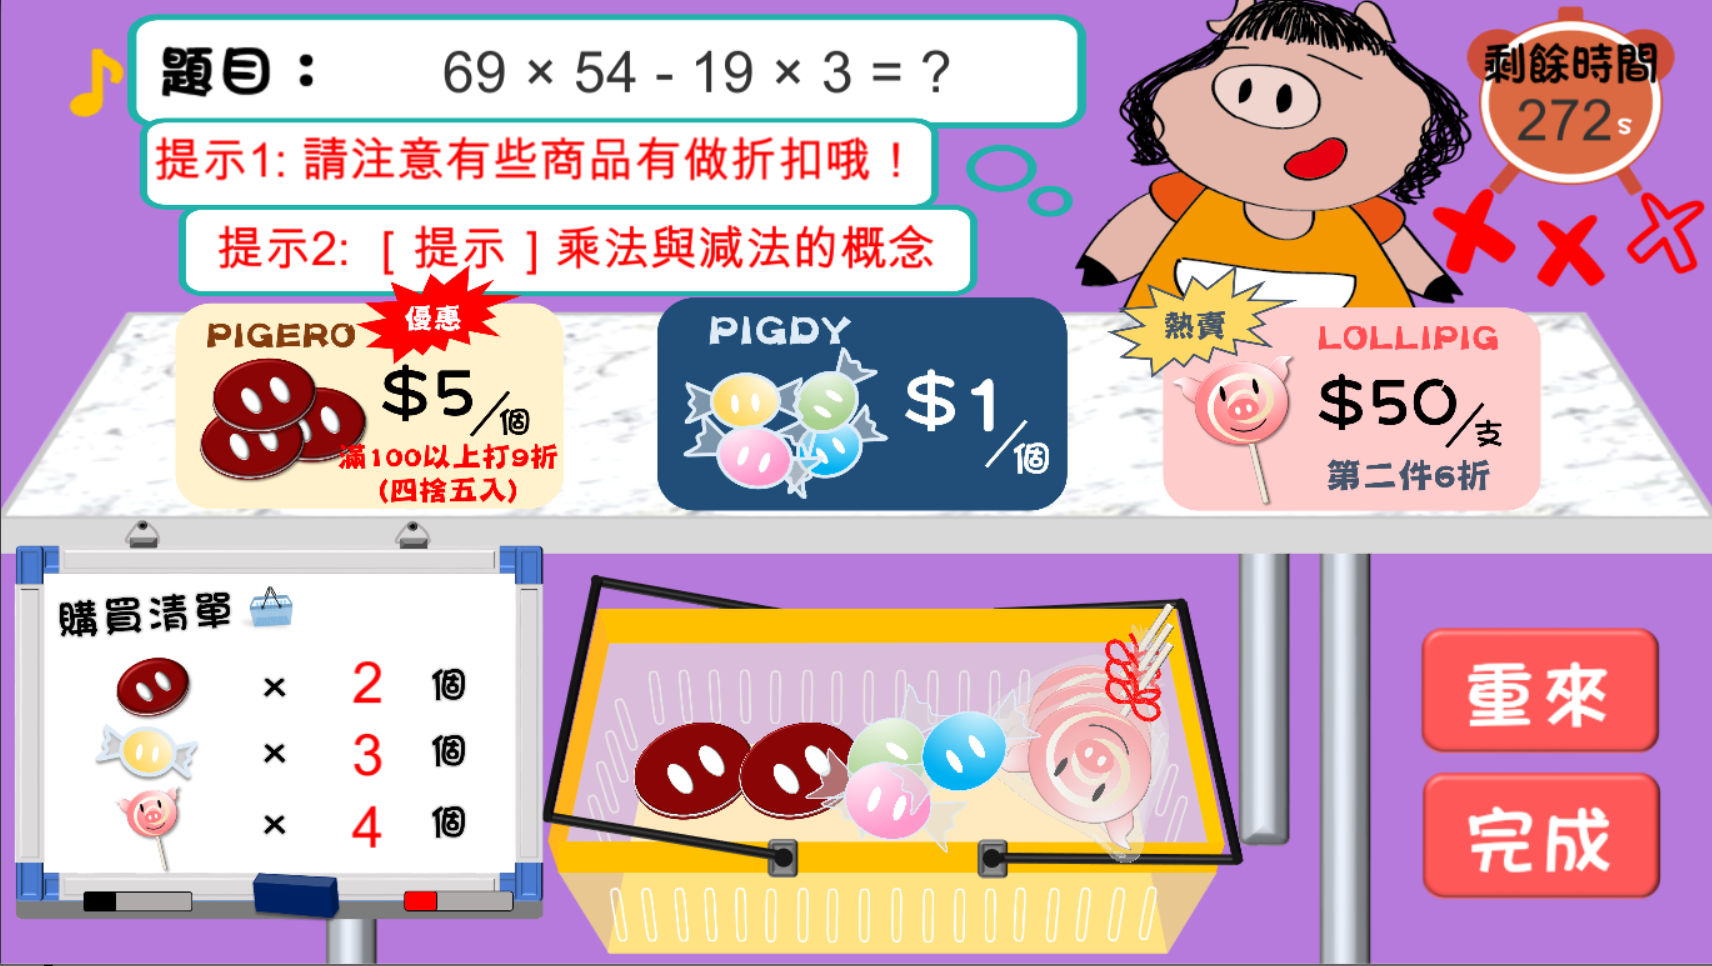 題目： 69 × 54 - 19 × 3 = ?
剩餘時間
272s
提示1: 請注意有些商品有做折扣哦！
提示2: [ 提示 ] 乘法與減法的概念
PIGERO
優惠
$5/個
滿100以上打9折
(四捨五入)
PIGDY
$1/個
熱賣
LOLLIPIG
$50/支
第二件6折
購買清單
× 2 個
× 3 個
× 4 個
重來
完成